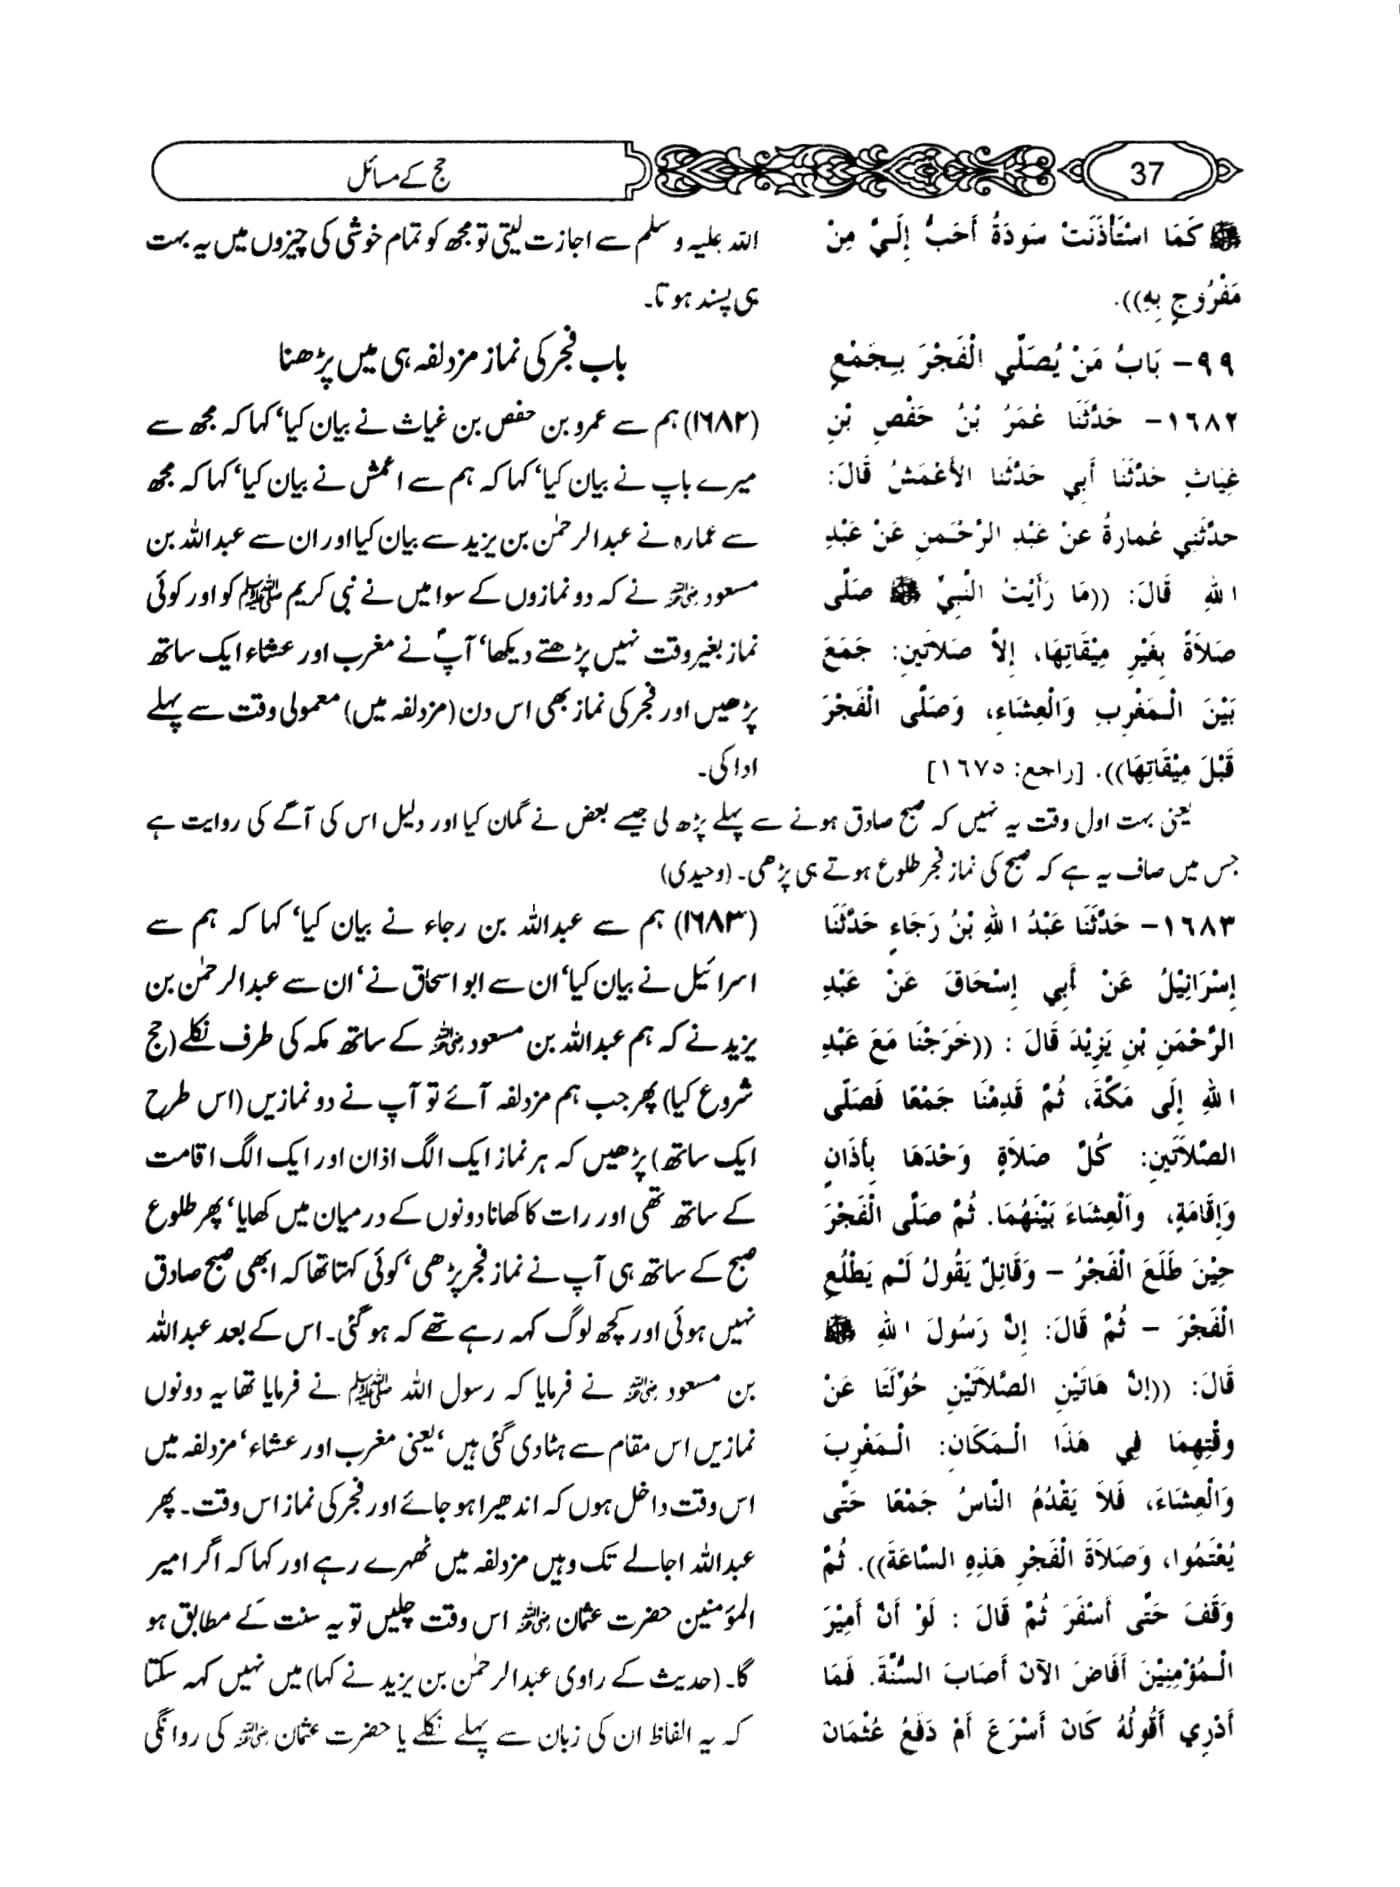 37
حج کے مسائل
ﷺ كَمَا اسْتَأْذَنَتْ سَودَةُ أَحَبُّ إِلَيَّ مِنْ
مَفْرُوحٍ بِهِ)).
٩٩- بَابُ مَنْ يُصَلِّي الْفَجْرَ بِجَمْعٍ
١٦٨٢- حَدَّثَنَا عُمَرُ بْنُ حَفْصِ بْنِ
غِيَاثٍ حَدَّثَنَا أَبِي حَدَّثَنَا الأَعْمَشُ قَالَ:
حدَّثَنِي عُمارةُ عنْ عَبْدِ الرَّحْمَنِ عَنْ عَبْدِ
اللهِ قَالَ: ((مَا رَأَيْتُ النَّبِيَّ ﷺ صَلَّى
صَلاَةً بِغَيْرِ مِيْقَاتِهَا، إِلاَّ صَلاَتَينِ: جَمَعَ
بَيْنَ الْمَغْرِبِ وَالْعِشَاءِ، وَصَلَّى الْفَجْرَ
قَبْلَ مِيْقَاتِهَا)). [راجع: ١٦٧٥]
اللہ علیہ و سلم سے اجازت لیتی تو مجھ کو تمام خوشی کی چیزوں میں یہ بہت
ہی پسند ہوتا۔
باب فجر کی نماز مزدلفہ ہی میں پڑھنا
(۱۶۸۲) ہم سے عمرو بن حفص بن غیاث نے بیان کیا‘ کہا کہ مجھ سے
میرے باپ نے بیان کیا‘ کہا کہ ہم سے اعمش نے بیان کیا‘ کہا کہ مجھ
سے عمارہ نے عبدالرحمٰن بن یزید سے بیان کیا اور ان سے عبداللہ بن
مسعود رضی اللہ عنہ نے کہ دو نمازوں کے سوا میں نے نبی کریم ﷺ کو اور کوئی
نماز بغیر وقت نہیں پڑھتے دیکھا‘ آپؐ نے مغرب اور عشاء ایک ساتھ
پڑھیں اور فجر کی نماز بھی اس دن (مزدلفہ میں) معمولی وقت سے پہلے
ادا کی۔
یعنی بہت اول وقت یہ نہیں کہ صبح صادق ہونے سے پہلے پڑھ لی جیسے بعض نے گمان کیا اور دلیل اس کی آگے کی روایت ہے
جس میں صاف یہ ہے کہ صبح کی نماز فجر طلوع ہوتے ہی پڑھی۔ (وحیدی)
١٦٨٣- حَدَّثَنَا عَبْدُ اللهِ بْنُ رَجَاءٍ حَدَّثَنَا
إِسْرَائِيْلُ عَنْ أَبِي إِسْحَاقَ عَنْ عَبْدِ
الرَّحْمَنِ بْنِ يَزِيْدَ قَالَ : ((خَرَجْنَا مَعَ عَبْدِ
اللهِ إِلَى مَكَّةَ، ثُمَّ قَدِمْنَا جَمْعًا فَصَلَّى
الصَّلاَتَينِ: كُلَّ صَلاَةٍ وَحْدَهَا بِأَذَانٍ
وَإِقَامَةٍ، والْعِشَاءَ بَيْنَهُمَا. ثُمَّ صَلَّى الْفَجْرَ
حِيْنَ طَلَعَ الْفَجْرُ – وَقَائِلٌ يَقُولُ لَمْ يَطْلُعِ
الْفَجْرَ – ثُمَّ قَالَ: إِنَّ رَسُولَ اللهِ ﷺ
قَالَ: ((إِنَّ هَاتَيْنِ الصَّلاَتَيْنِ حُوِّلَتَا عَنْ
وقْتِهِمَا فِي هَذَا الْمَكَانِ: الْمَغْرِبَ
وَالْعِشَاءَ، فَلاَ يَقْدُمُ النَّاسُ جَمْعًا حَتَّى
يُعْتَمُوا، وَصَلاَةَ الْفَجْرِ هَذِهِ السَّاعَةَ)). ثُمَّ
وَقَفَ حَتَّى أَسْفَرَ ثُمَّ قَالَ : لَوْ أَنَّ أَمِيْرَ
الْمُؤْمِنِيْنَ أَفَاضَ الآنَ أَصَابَ السُّنَّةَ. فَمَا
أَدْرِي أَقَولُهُ كَانَ أَسْرَعَ أَمْ دَفْعُ عُثْمَانَ
(۱۶۸۳) ہم سے عبداللہ بن رجاء نے بیان کیا‘ کہا کہ ہم سے
اسرائیل نے بیان کیا‘ ان سے ابو اسحاق نے‘ ان سے عبدالرحمٰن بن
یزید نے کہ ہم عبداللہ بن مسعود رضی اللہ عنہ کے ساتھ مکہ کی طرف نکلے (حج
شروع کیا) پھر جب ہم مزدلفہ آئے تو آپ نے دو نمازیں (اس طرح
ایک ساتھ) پڑھیں کہ ہر نماز ایک الگ اذان اور ایک الگ اقامت
کے ساتھ تھی اور رات کا کھانا دونوں کے درمیان میں کھایا‘ پھر طلوع
صبح کے ساتھ ہی آپ نے نماز فجر پڑھی‘ کوئی کہتا تھا کہ ابھی صبح صادق
نہیں ہوئی اور کچھ لوگ کہہ رہے تھے کہ ہو گئی۔ اس کے بعد عبداللہ
بن مسعود رضی اللہ عنہ نے فرمایا کہ رسول اللہ ﷺ نے فرمایا تھا یہ دونوں
نمازیں اس مقام سے ہٹا دی گئی ہیں‘ یعنی مغرب اور عشاء‘ مزدلفہ میں
اس وقت داخل ہوں کہ اندھیرا ہو جائے اور فجر کی نماز اس وقت۔ پھر
عبداللہ اجالے تک وہیں مزدلفہ میں ٹھہرے رہے اور کہا کہ اگر امیر
المؤمنین حضرت عثمان رضی اللہ عنہ اس وقت چلیں تو یہ سنت کے مطابق ہو
گا۔ (حدیث کے راوی عبدالرحمٰن بن یزید نے کہا) میں نہیں کہہ سکتا
کہ یہ الفاظ ان کی زبان سے پہلے نکلے یا حضرت عثمان رضی اللہ عنہ کی روانگی